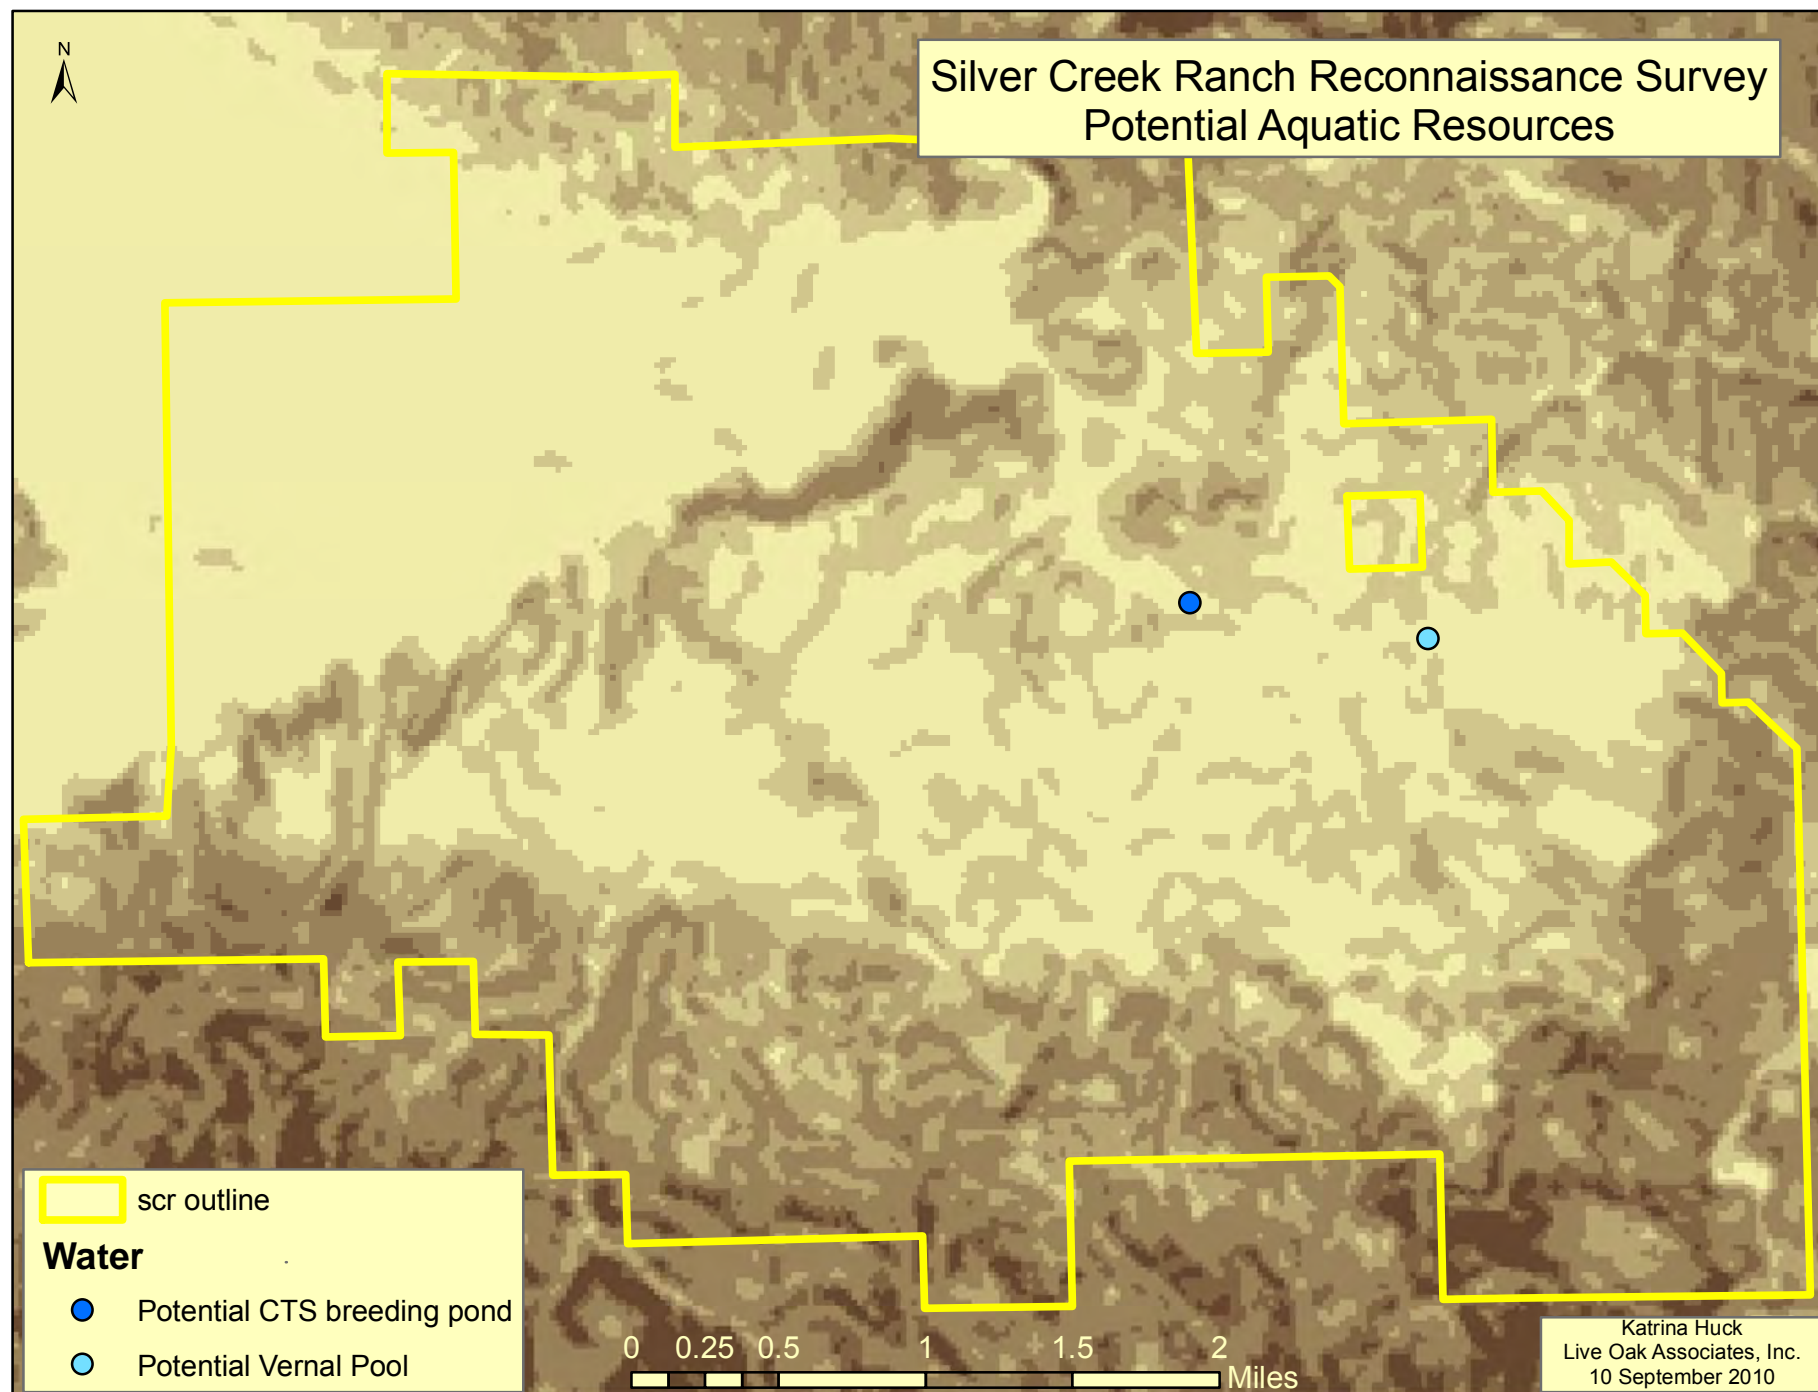 N
Silver Creek Ranch Reconnaissance Survey
Potential Aquatic Resources
scr outline
Water
Potential CTS breeding pond
Potential Vernal Pool
0 0.25 0.5 1 1.5 2
Miles
Katrina Huck
Live Oak Associates, Inc.
10 September 2010